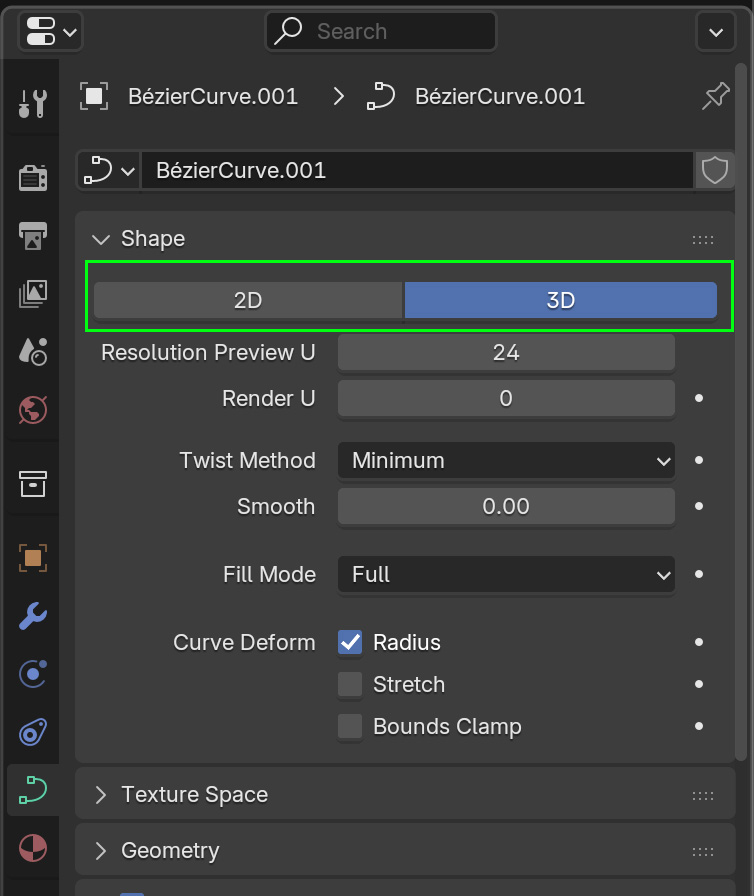 Search
BézierCurve.001 > BézierCurve.001
BézierCurve.001
Shape
2D 3D
Resolution Preview U 24
Render U 0
Twist Method Minimum
Smooth 0.00
Fill Mode Full
Curve Deform Radius
Stretch
Bounds Clamp
Texture Space
Geometry